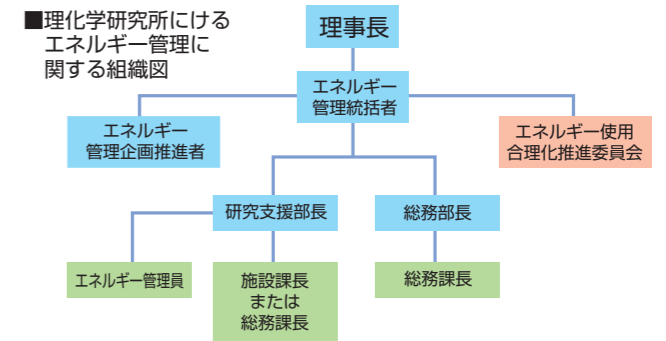 ■理化学研究所にける
エネルギー管理に
関する組織図
理事長
エネルギー
管理統括者
エネルギー
管理企画推進者
エネルギー使用
合理化推進委員会
研究支援部長
総務部長
エネルギー管理員
施設課長
または
総務課長
総務課長